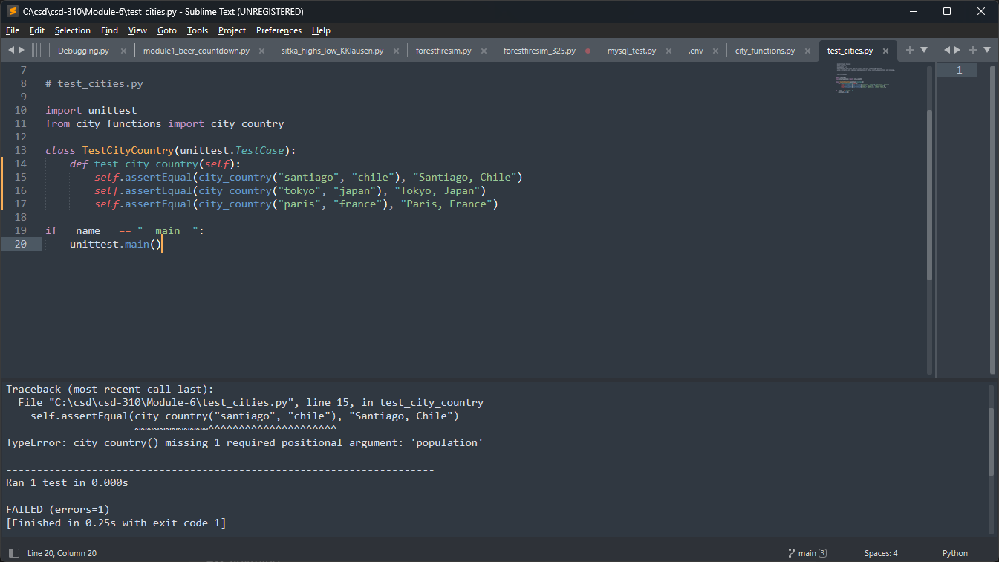 C:\csd\csd-310\Module-6\test_cities.py - Sublime Text (UNREGISTERED)
File Edit Selection Find View Goto Tools Project Preferences Help
Debugging.py module1_beer_countdown.py sitka_highs_low_KKlausen.py forestfiresim.py forestfiresim_325.py mysql_test.py .env city_functions.py test_cities.py
7
8 # test_cities.py
9
10 import unittest
11 from city_functions import city_country
12
13 class TestCityCountry(unittest.TestCase):
14     def test_city_country(self):
15         self.assertEqual(city_country("santiago", "chile"), "Santiago, Chile")
16         self.assertEqual(city_country("tokyo", "japan"), "Tokyo, Japan")
17         self.assertEqual(city_country("paris", "france"), "Paris, France")
18
19 if __name__ == "__main__":
20     unittest.main()
1
Traceback (most recent call last):
  File "C:\csd\csd-310\Module-6\test_cities.py", line 15, in test_city_country
    self.assertEqual(city_country("santiago", "chile"), "Santiago, Chile")
                     ~~~~~~~~~~~~^^^^^^^^^^^^^^^^^^^^^
TypeError: city_country() missing 1 required positional argument: 'population'
----------------------------------------------------------------------
Ran 1 test in 0.000s
FAILED (errors=1)
[Finished in 0.25s with exit code 1]
Line 20, Column 20 main 3 Spaces: 4 Python